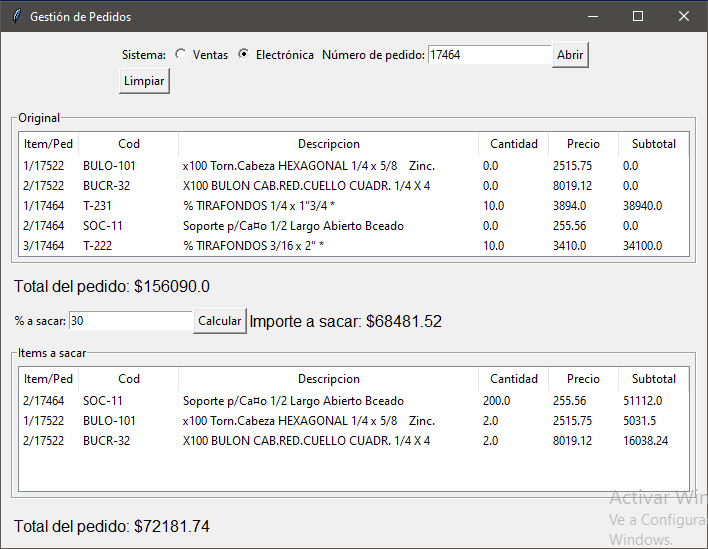 Gestión de Pedidos
Sistema: Ventas Electrónica Número de pedido: 17464 Abrir
Limpiar
Original
Item/Ped Cod Descripcion Cantidad Precio Subtotal
1/17522 BULO-101 x100 Torn.Cabeza HEXAGONAL 1/4 x 5/8 Zinc. 0.0 2515.75 0.0
2/17522 BUCR-32 X100 BULON CAB.RED.CUELLO CUADR. 1/4 X 4 0.0 8019.12 0.0
1/17464 T-231 % TIRAFONDOS 1/4 x 1"3/4 * 10.0 3894.0 38940.0
2/17464 SOC-11 Soporte p/Ca¤o 1/2 Largo Abierto Bceado 0.0 255.56 0.0
3/17464 T-222 % TIRAFONDOS 3/16 x 2" * 10.0 3410.0 34100.0
Total del pedido: $156090.0
% a sacar: 30 Calcular Importe a sacar: $68481.52
Items a sacar
Item/Ped Cod Descripcion Cantidad Precio Subtotal
2/17464 SOC-11 Soporte p/Ca¤o 1/2 Largo Abierto Bceado 200.0 255.56 51112.0
1/17522 BULO-101 x100 Torn.Cabeza HEXAGONAL 1/4 x 5/8 Zinc. 2.0 2515.75 5031.5
2/17522 BUCR-32 X100 BULON CAB.RED.CUELLO CUADR. 1/4 X 4 2.0 8019.12 16038.24
Total del pedido: $72181.74
Activar Win
Ve a Configura
Windows.